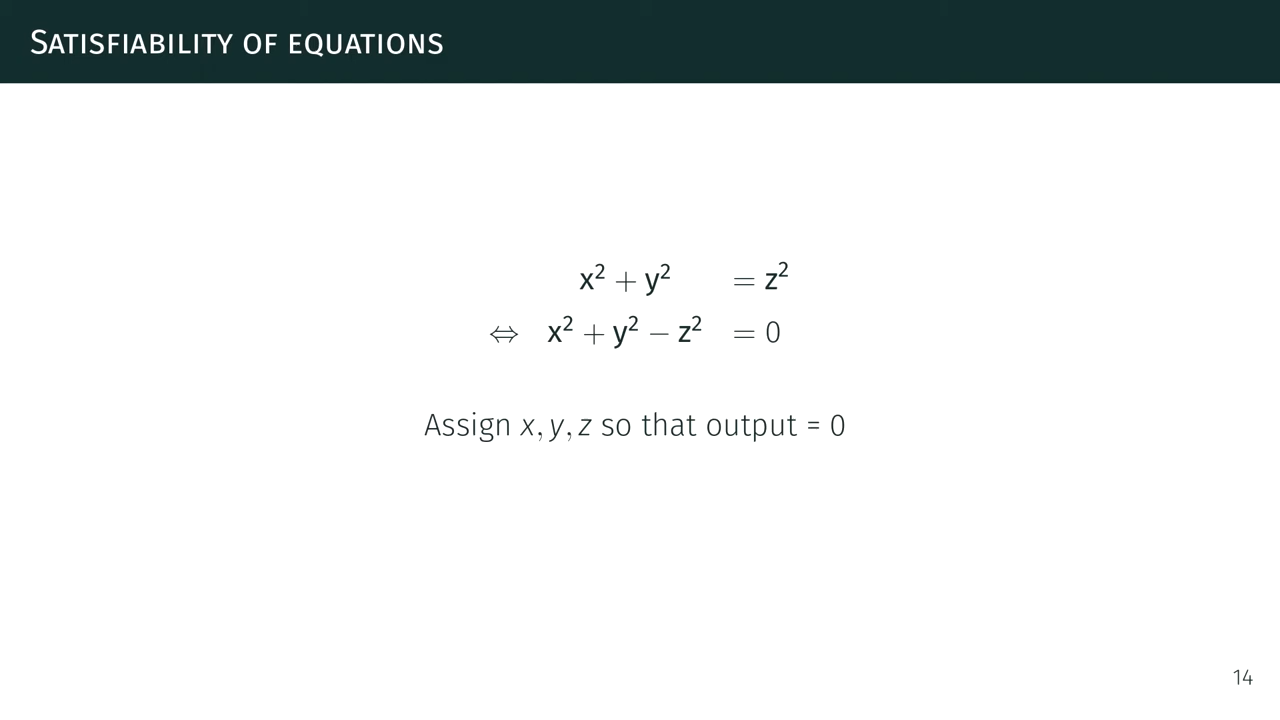 Satisfiability of equations
x² + y² = z²
⇔ x² + y² − z² = 0
Assign x, y, z so that output = 0
14